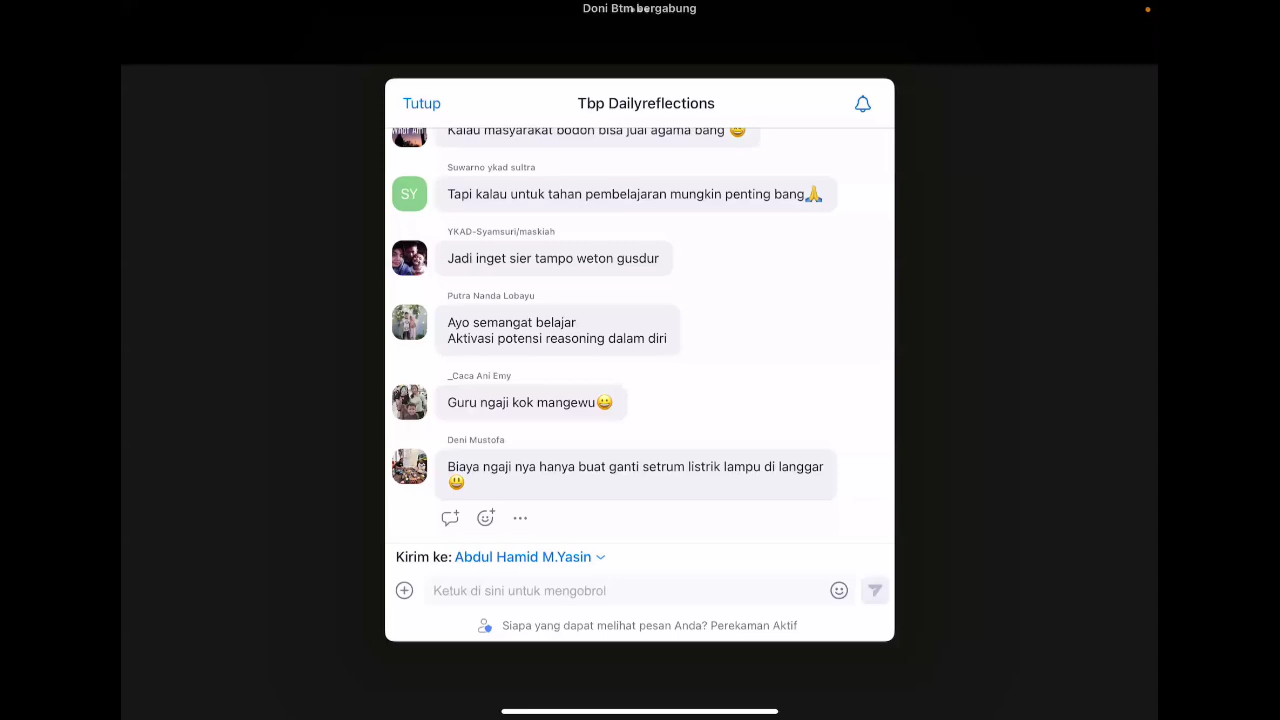 Doni Btm bergabung
Tutup
Tbp Dailyreflections
Kalau masyarakat bodoh bisa jual agama bang 
Suwarno ykad sultra
SY
Tapi kalau untuk tahan pembelajaran mungkin penting bang🙏
YKAD-Syamsuri/maskiah
Jadi inget sier tampo weton gusdur
Putra Nanda Lobayu
Ayo semangat belajar
Aktivasi potensi reasoning dalam diri
_Caca Ani Emy
Guru ngaji kok mangewu😀
Deni Mustofa
Biaya ngaji nya hanya buat ganti setrum listrik lampu di langgar
😃
Kirim ke: Abdul Hamid M.Yasin
Ketuk di sini untuk mengobrol
Siapa yang dapat melihat pesan Anda? Perekaman Aktif